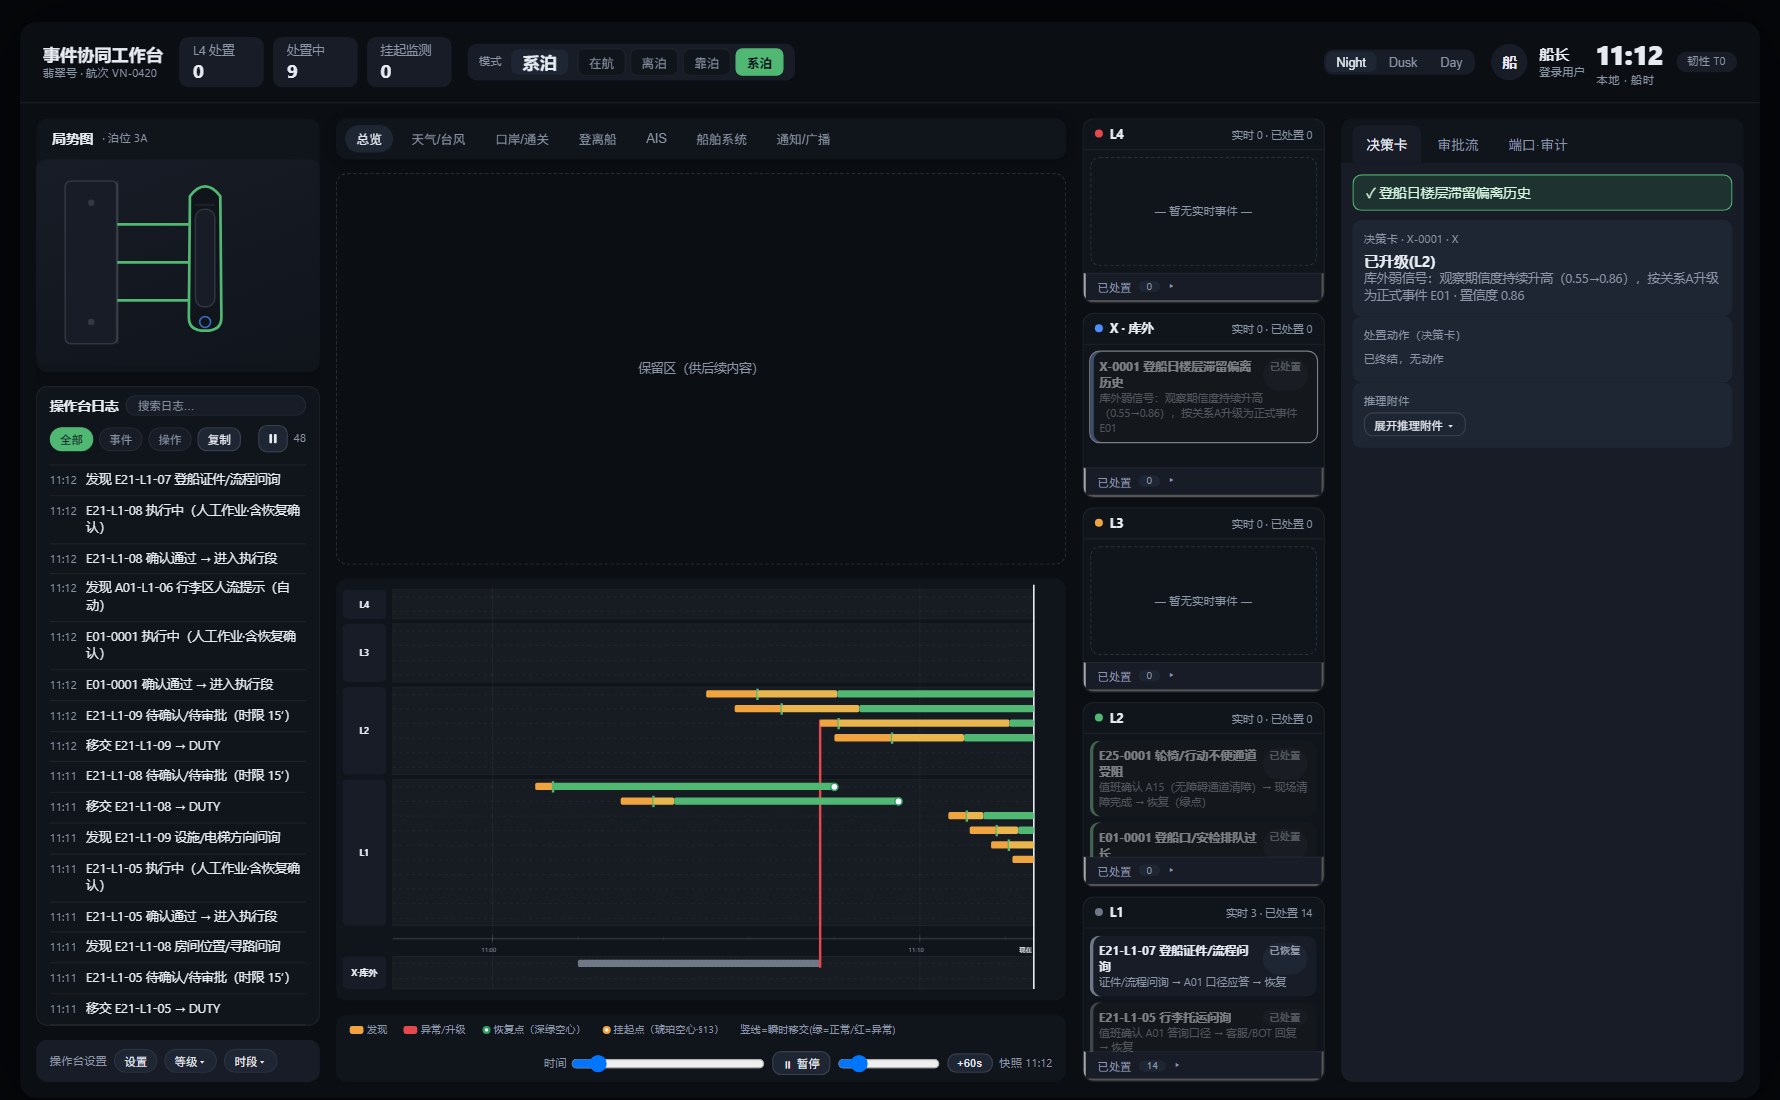 事件协同工作台
翡翠号 · 航次 VN-0420
L4 处置
0
处置中
9
挂起监测
0
模式 系泊 在航 离泊 靠泊 系泊
Night Dusk Day
船
船长
登录用户
11:12
本地 · 船时
韧性 T0
局势图 · 泊位 3A
操作台日志 搜索日志...
全部 事件 操作 复制 ⏸ 48
11:12 发现 E21-L1-07 登船证件/流程问询
11:12 E21-L1-08 执行中（人工作业·含恢复确
认）
11:12 E21-L1-08 确认通过 → 进入执行段
11:12 发现 A01-L1-06 行李区人流提示（自
动）
11:12 E01-0001 执行中（人工作业·含恢复确
认）
11:12 E01-0001 确认通过 → 进入执行段
11:12 E21-L1-09 待确认/待审批（时限 15′）
11:12 移交 E21-L1-09 → DUTY
11:11 E21-L1-08 待确认/待审批（时限 15′）
11:11 移交 E21-L1-08 → DUTY
11:11 发现 E21-L1-09 设施/电梯方向问询
11:11 E21-L1-05 执行中（人工作业·含恢复确
认）
11:11 E21-L1-05 确认通过 → 进入执行段
11:11 发现 E21-L1-08 房间位置/寻路问询
11:11 E21-L1-05 待确认/待审批（时限 15′）
11:11 移交 E21-L1-05 → DUTY
操作台设置 设置 等级 ▾ 时段 ▾
总览 天气/台风 口岸/通关 登离船 AIS 船舶系统 通知/广播
保留区（供后续内容）
L4
L3
L2
L1
11:00 11:10 现在
X·库外
发现 异常/升级 恢复点（深绿空心） 挂起点（琥珀空心·§13） 竖线=瞬时移交(绿=正常/红=异常)
时间 ⏸ 暂停 +60s 快照 11:12
L4 实时 0 · 已处置 0
— 暂无实时事件 —
已处置 0 ▸
X · 库外 实时 0 · 已处置 0
X-0001 登船日楼层滞留偏离
历史
已处置
库外弱信号：观察期信度持续升高
（0.55→0.86），按关系A升级为正式事件
E01
已处置 0 ▸
L3 实时 0 · 已处置 0
— 暂无实时事件 —
已处置 0 ▸
L2 实时 0 · 已处置 0
E25-0001 轮椅/行动不便通道
受阻
已处置
值班确认 A15（无障碍通道清障）→ 现场清
障完成 → 恢复（绿点）
E01-0001 登船口/安检排队过
长
已处置
已处置 0 ▸
L1 实时 3 · 已处置 14
E21-L1-07 登船证件/流程问
询
已恢复
证件/流程问询 → A01 口径应答 → 恢复
E21-L1-05 行李托运问询
已处置
值班确认 A01 答询口径 → 客服/BOT 回复
→ 恢复
已处置 14 ▸
决策卡 审批流 端口·审计
✓ 登船日楼层滞留偏离历史
决策卡 · X-0001 · X
已升级(L2)
库外弱信号：观察期信度持续升高（0.55→0.86），按关系A升级
为正式事件 E01 · 置信度 0.86
处置动作（决策卡）
已终结，无动作
推理附件
展开推理附件 ▾